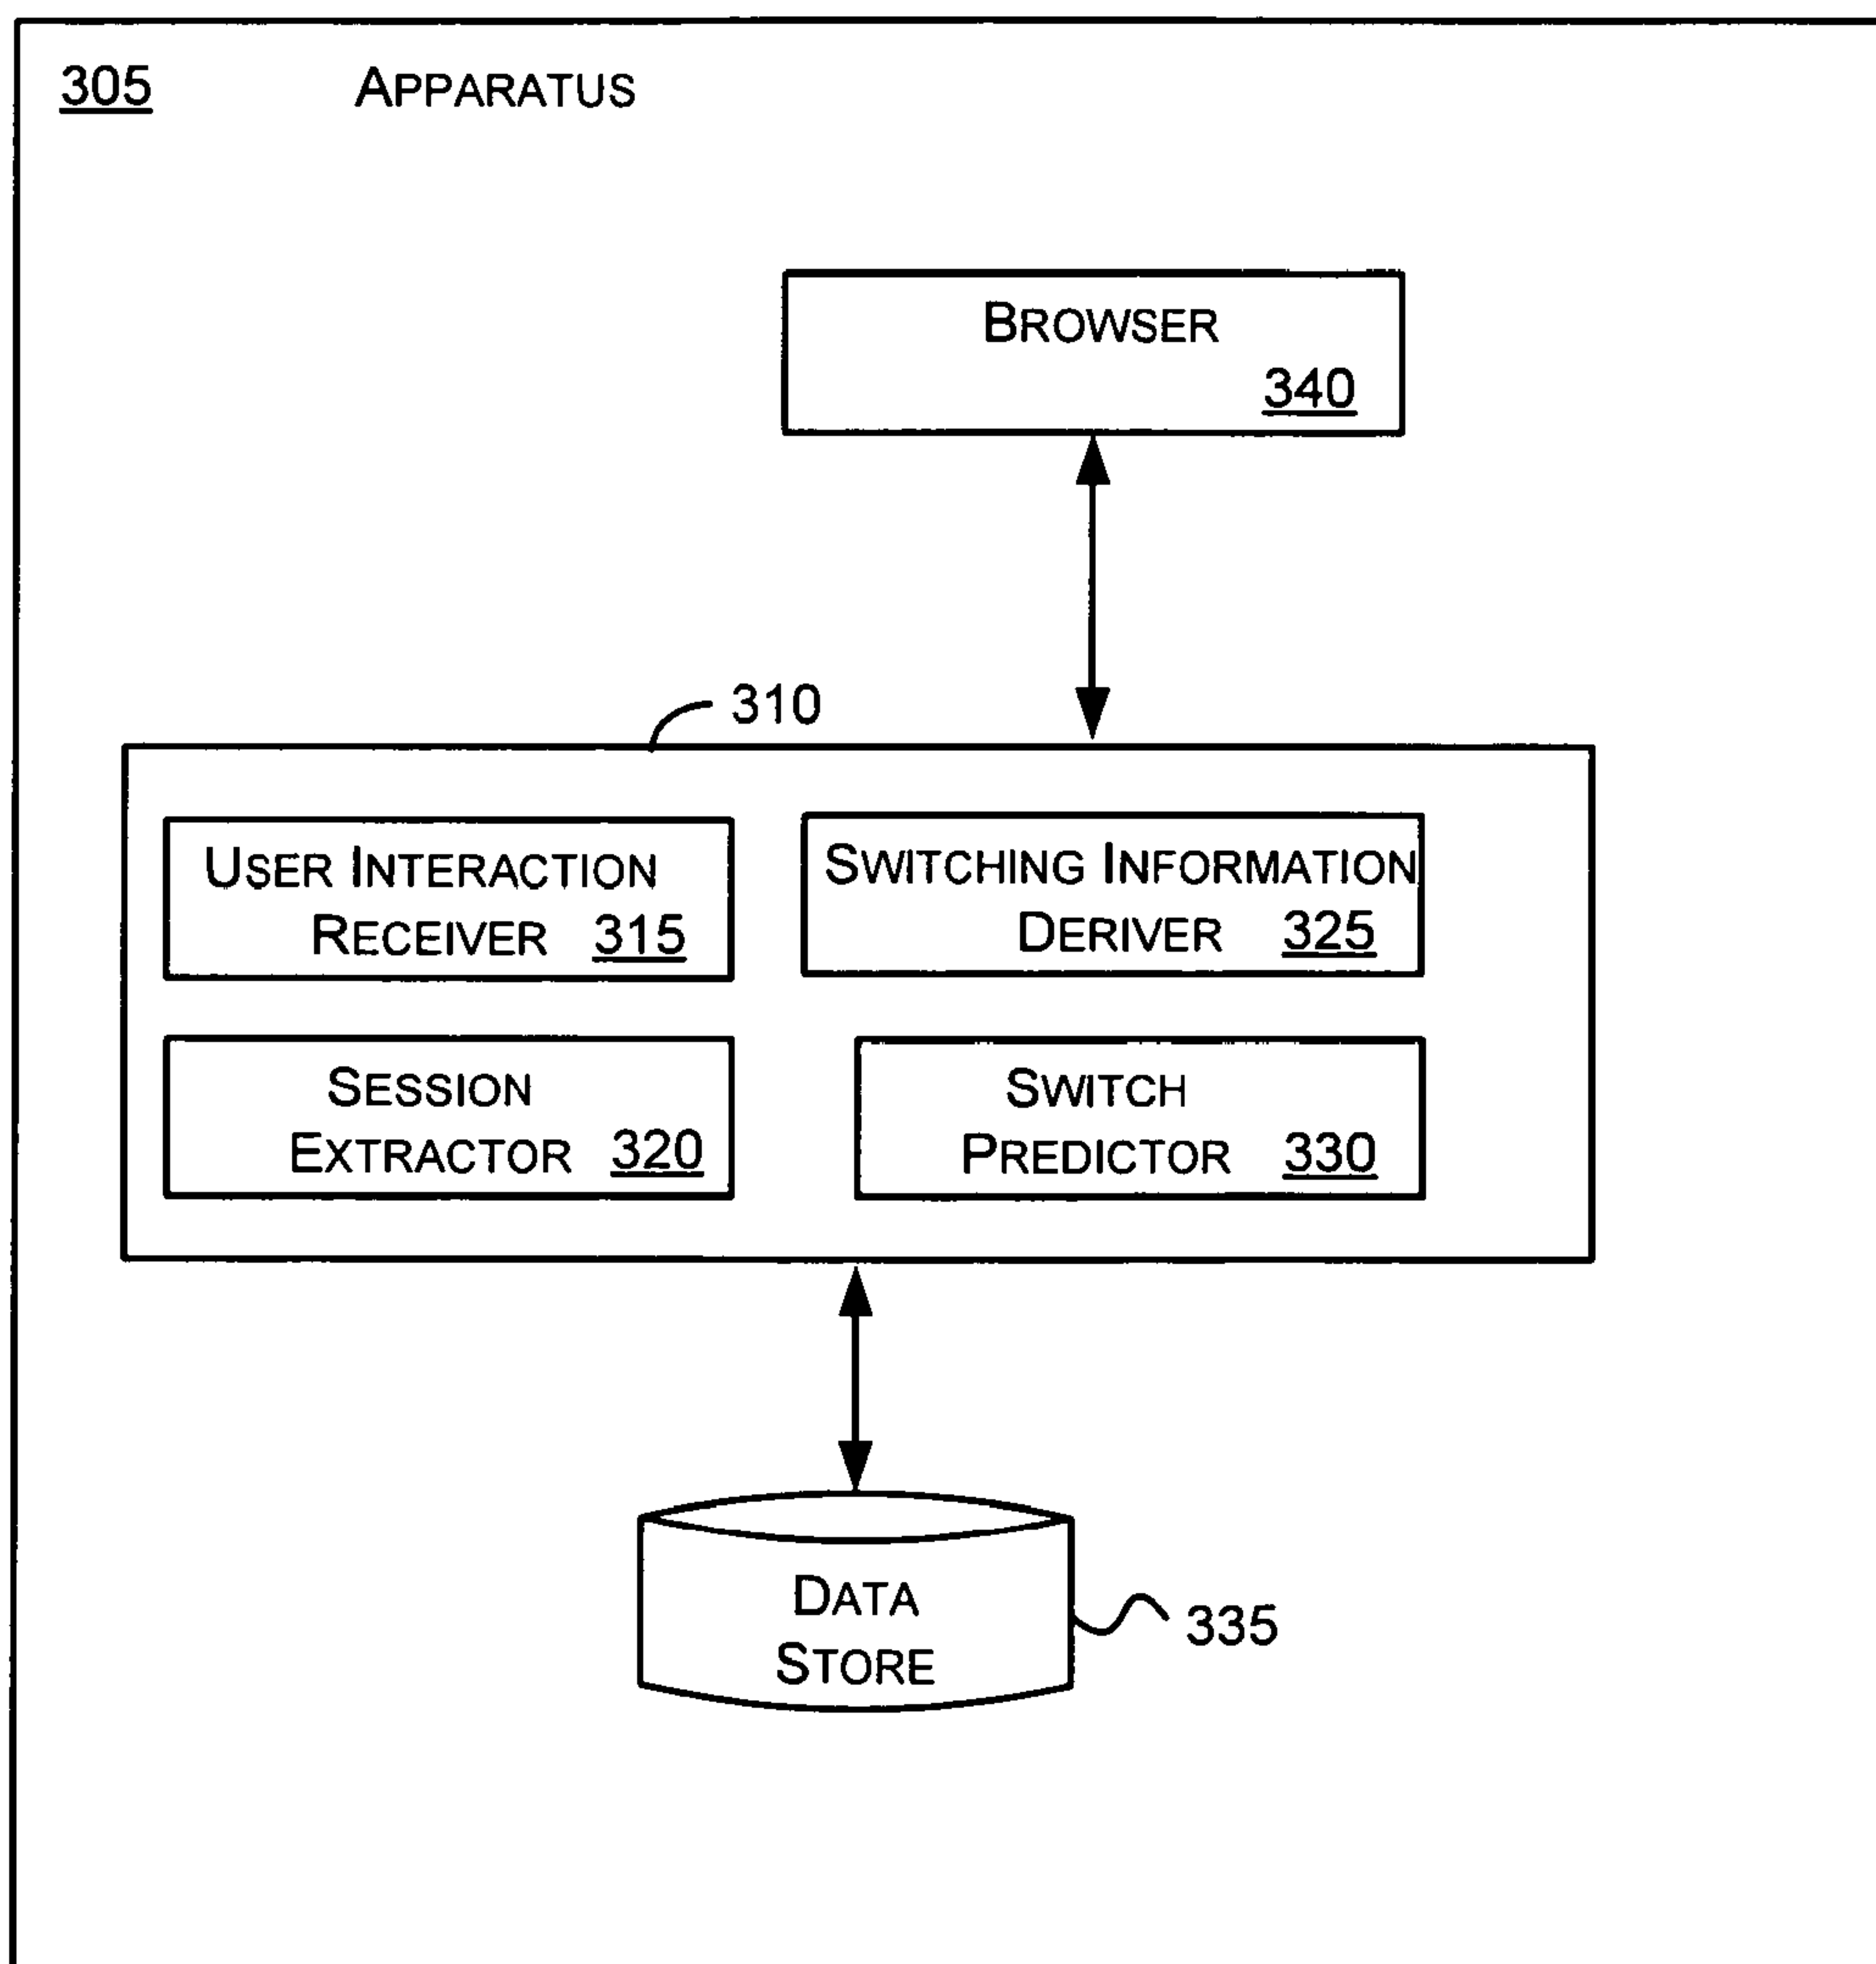 305 APPARATUS
BROWSER
340
310
USER INTERACTION
RECEIVER 315
SWITCHING INFORMATION
DERIVER 325
SESSION
EXTRACTOR 320
SWITCH
PREDICTOR 330
DATA
STORE
335